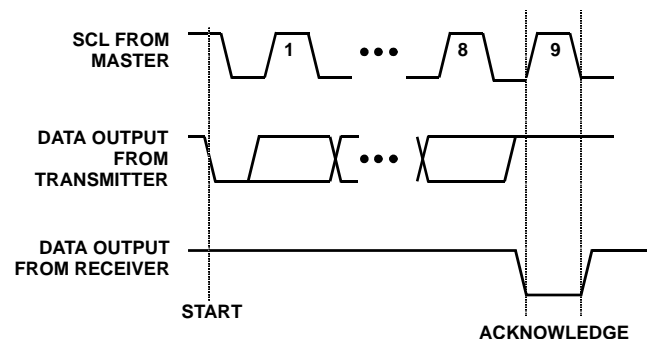 SCL FROM
MASTER
1
8
9
DATA OUTPUT
FROM
TRANSMITTER
DATA OUTPUT
FROM RECEIVER
START
ACKNOWLEDGE